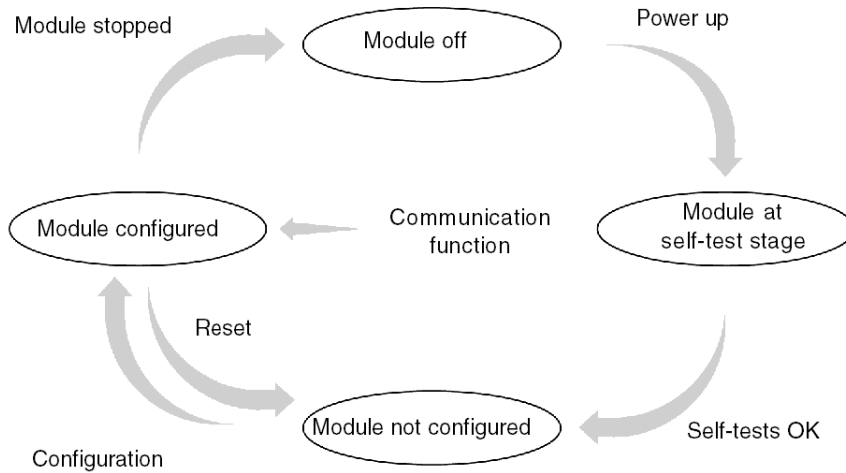 Module stopped
Module off
Power up
Module configured
Communication
function
Module at
self-test stage
Reset
Module not configured
Configuration
Self-tests OK